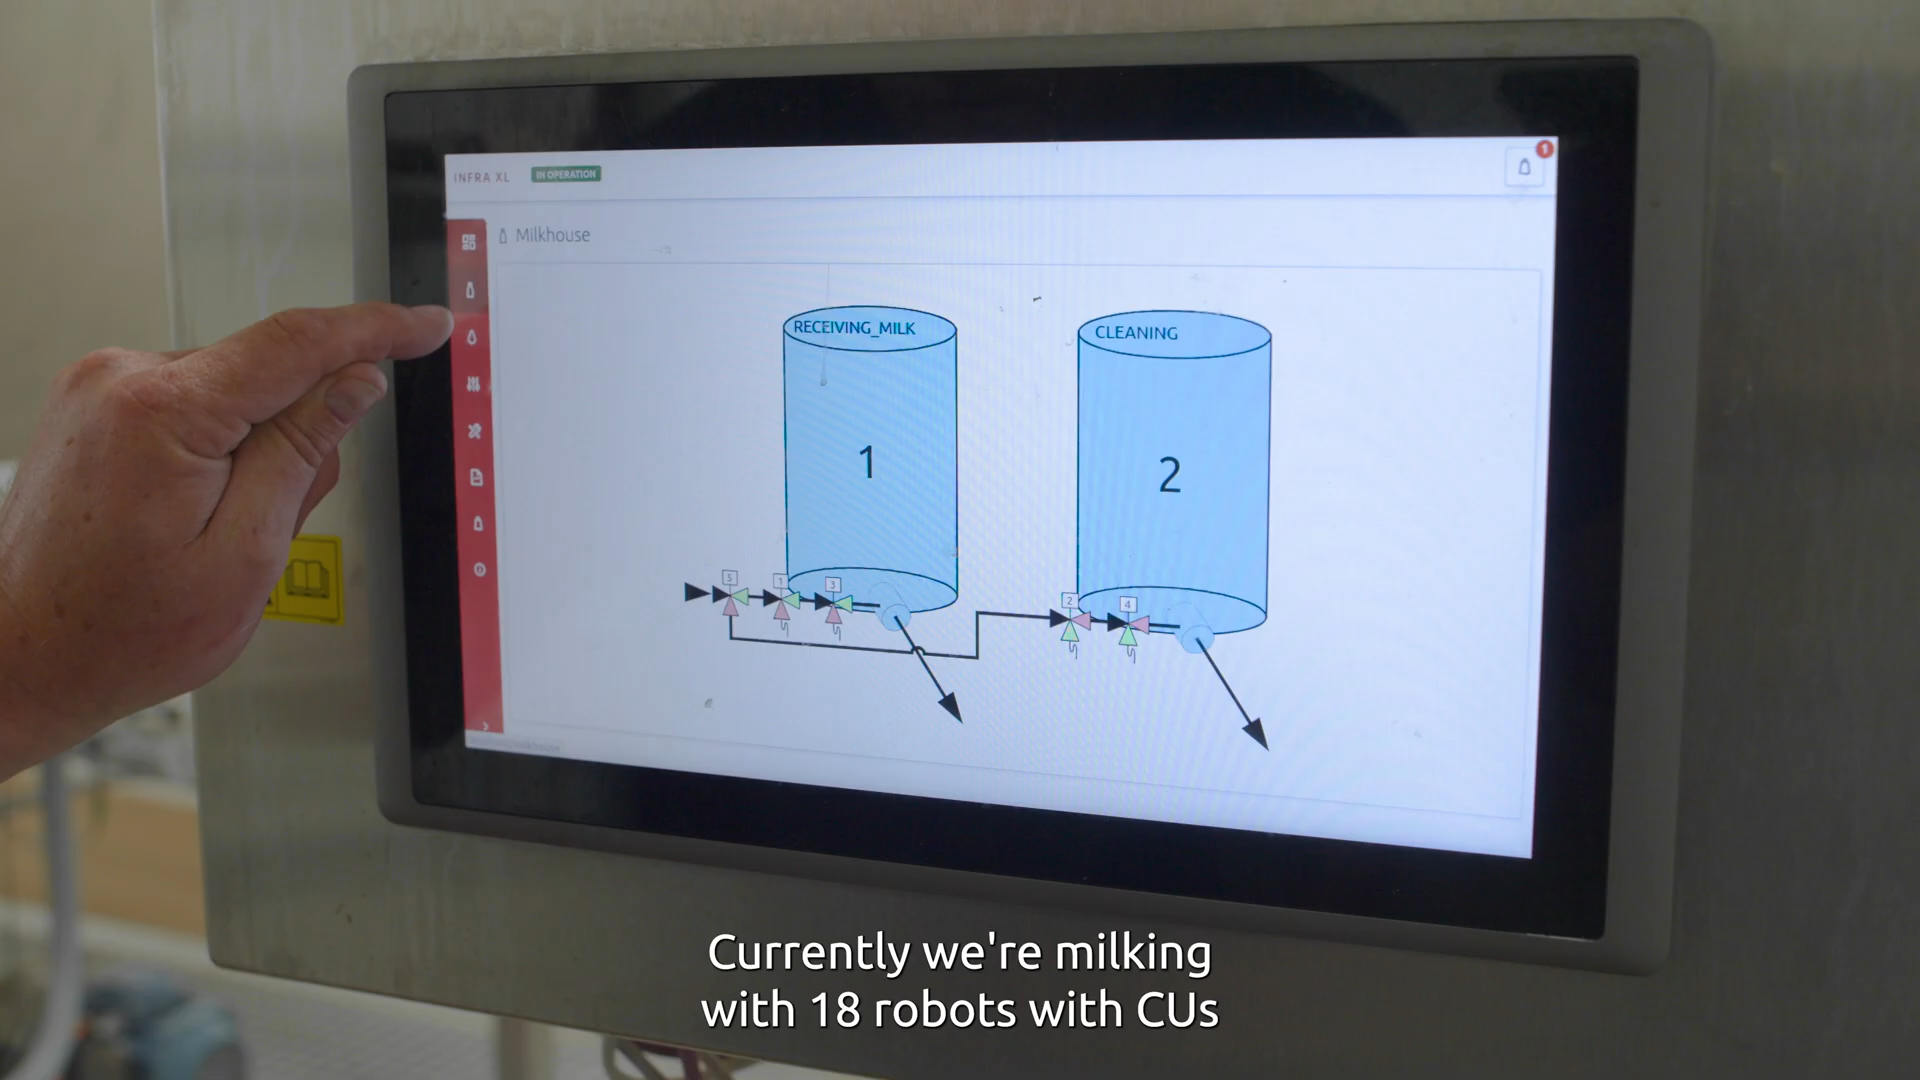 INFRA XL
IN OPERATION
1
Milkhouse
RECEIVING_MILK
CLEANING
1
2
5
1
3
2
4
Currently we're milking
with 18 robots with CUs